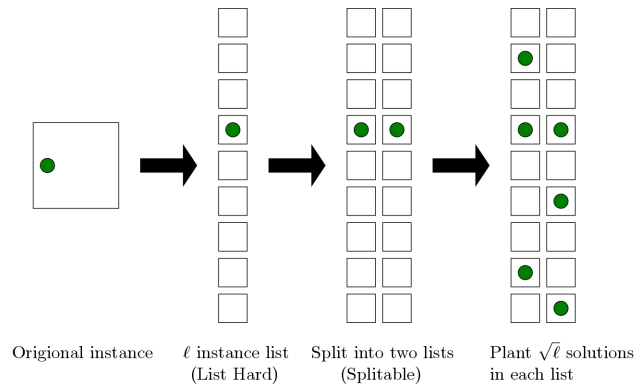 Origional instance
ℓ instance list
(List Hard)
Split into two lists
(Splitable)
Plant √ℓ solutions
in each list